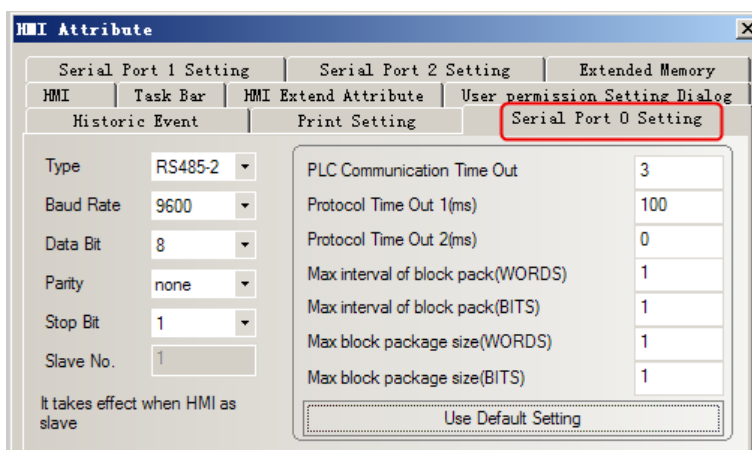 HMI Attribute
Serial Port 1 Setting Serial Port 2 Setting Extended Memory
HMI Task Bar HMI Extend Attribute User permission Setting Dialog
Historic Event Print Setting Serial Port 0 Setting
Type RS485-2
Baud Rate 9600
Data Bit 8
Parity none
Stop Bit 1
Slave No. 1
It takes effect when HMI as
slave
PLC Communication Time Out 3
Protocol Time Out 1(ms) 100
Protocol Time Out 2(ms) 0
Max interval of block pack(WORDS) 1
Max interval of block pack(BITS) 1
Max block package size(WORDS) 1
Max block package size(BITS) 1
Use Default Setting